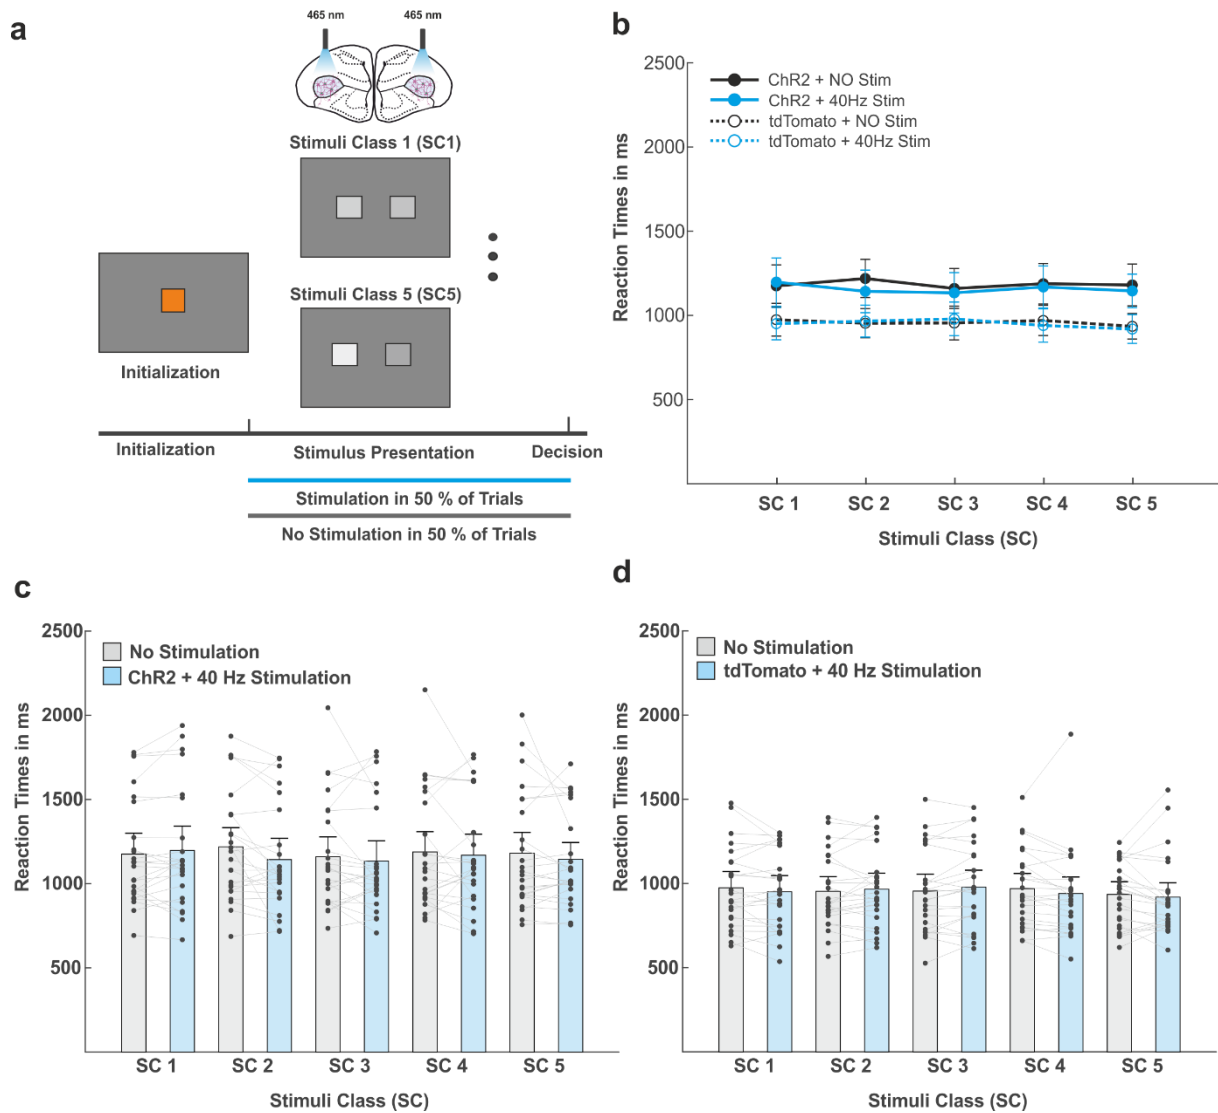 a
465 nm 465 nm
Stimuli Class 1 (SC1)
Stimuli Class 5 (SC5)
Initialization
Initialization
Stimulus Presentation
Decision
Stimulation in 50 % of Trials
No Stimulation in 50 % of Trials
b
2500
2000
1500
1000
500
Reaction Times in ms
ChR2 + NO Stim
ChR2 + 40Hz Stim
tdTomato + NO Stim
tdTomato + 40Hz Stim
SC 1 SC 2 SC 3 SC 4 SC 5
Stimuli Class (SC)
c
2500
2000
1500
1000
500
Reaction Times in ms
No Stimulation
ChR2 + 40 Hz Stimulation
SC 1 SC 2 SC 3 SC 4 SC 5
Stimuli Class (SC)
d
2500
2000
1500
1000
500
Reaction Times in ms
No Stimulation
tdTomato + 40 Hz Stimulation
SC 1 SC 2 SC 3 SC 4 SC 5
Stimuli Class (SC)